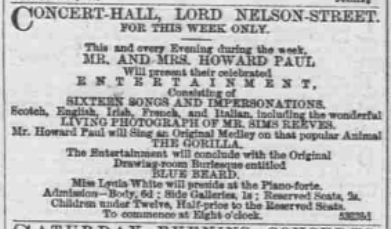 CONCERT-HALL, LORD NELSON-STREET.
FOR THIS WEEK ONLY.
This and every Evening during the week,
MR. AND MRS. HOWARD PAUL
Will present their celebrated
ENTERTAINMENT,
Consisting of
SIXTEEN SONGS AND IMPERSONATIONS.
Scotch, English, Irish, French, and Italian, including the wonderful
LIVING PHOTOGRAPH OF MR. SIMS REEVES.
Mr. Howard Paul will Sing an Original Medley on that popular Animal
THE GORILLA.
The Entertainment will conclude with the Original
Drawing-room Burlesque entitled
BLUE BEARD.
Miss White will preside at the Piano-forte.
Admission—Body, 6d; Side Galleries, 1s; Reserved Seats, 2s.
Children under Twelve, Half-price to the Reserved Seats.
To commence at Eight o'clock.
SATURDAY EVENING CONCERTS